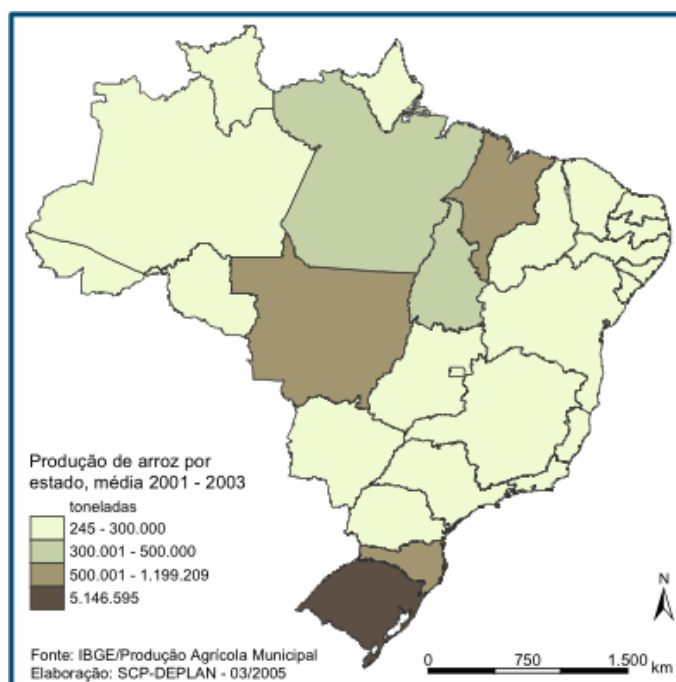 Produção de arroz por
estado, média 2001 - 2003
toneladas
245 - 300.000
300.001 - 500.000
500.001 - 1.199.209
5.146.595
Fonte: IBGE/Produção Agrícola Municipal
Elaboração: SCP-DEPLAN - 03/2005
N
0 750 1.500 km